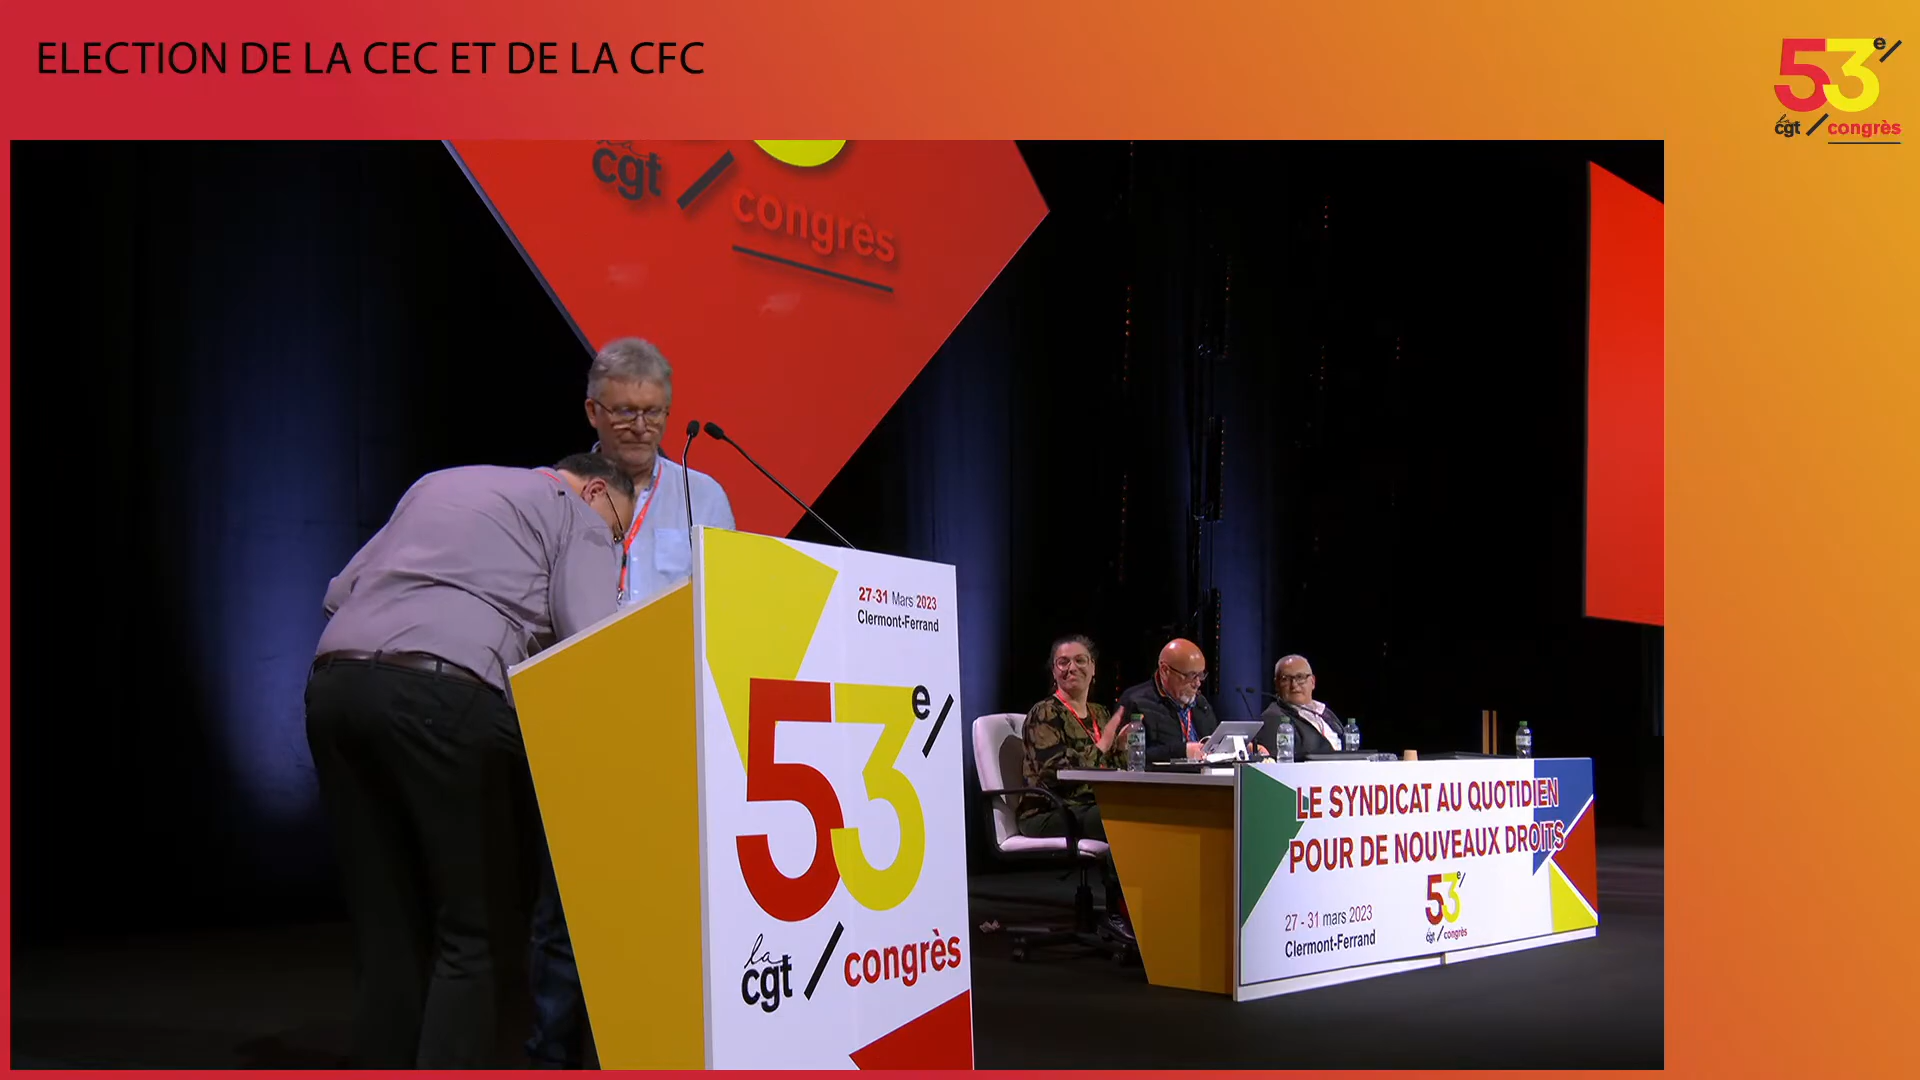 ELECTION DE LA CEC ET DE LA CFC
53e/
la cgt / congrès
cgt / congrès
27-31 Mars 2023
Clermont-Ferrand
53e/
la cgt / congrès
LE SYNDICAT AU QUOTIDIEN
POUR DE NOUVEAUX DROITS
53e/
la cgt / congrès
27 - 31 mars 2023
Clermont-Ferrand